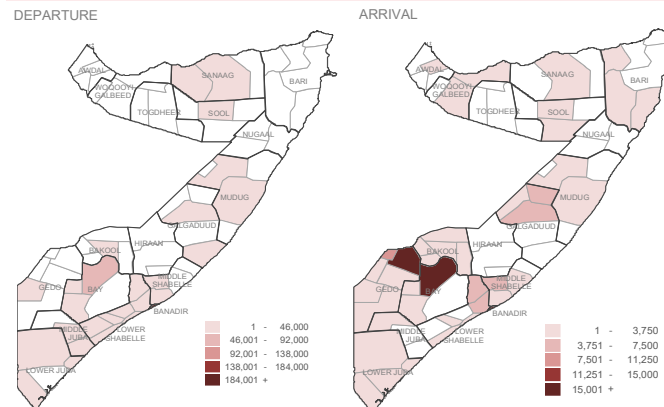 DEPARTURE
AWDAL
WOQOOYI
GALBEED
TOGDHEER
SANAAG
SOOL
BARI
NUGAAL
MUDUG
GALGADUUD
HIRAAN
BAKOOL
GEDO
BAY
MIDDLE
SHABELLE
BANADIR
LOWER
SHABELLE
MIDDLE
JUBA
LOWER JUBA
1 - 46,000
46,001 - 92,000
92,001 - 138,000
138,001 - 184,000
184,001 +
ARRIVAL
AWDAL
WOQOOYI
GALBEED
TOGDHEER
SANAAG
SOOL
BARI
NUGAAL
MUDUG
GALGADUUD
HIRAAN
BAKOOL
GEDO
BAY
MIDDLE
SHABELLE
BANADIR
LOWER
SHABELLE
MIDDLE
JUBA
LOWER JUBA
1 - 3,750
3,751 - 7,500
7,501 - 11,250
11,251 - 15,000
15,001 +